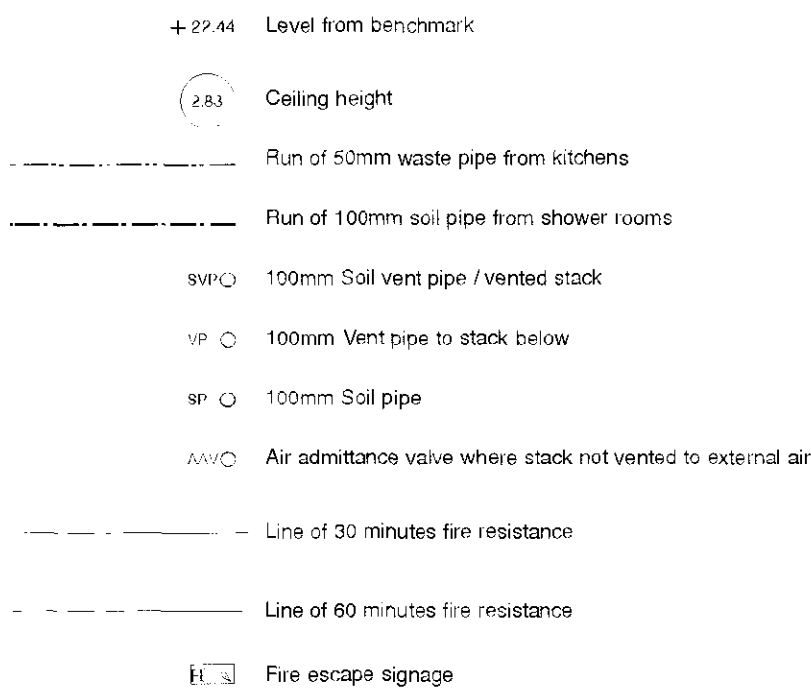 + 22.44 Level from benchmark
2.83 Ceiling height
Run of 50mm waste pipe from kitchens
Run of 100mm soil pipe from shower rooms
SVP 100mm Soil vent pipe / vented stack
VP 100mm Vent pipe to stack below
SP 100mm Soil pipe
AAV Air admittance valve where stack not vented to external air
Line of 30 minutes fire resistance
Line of 60 minutes fire resistance
Fire escape signage